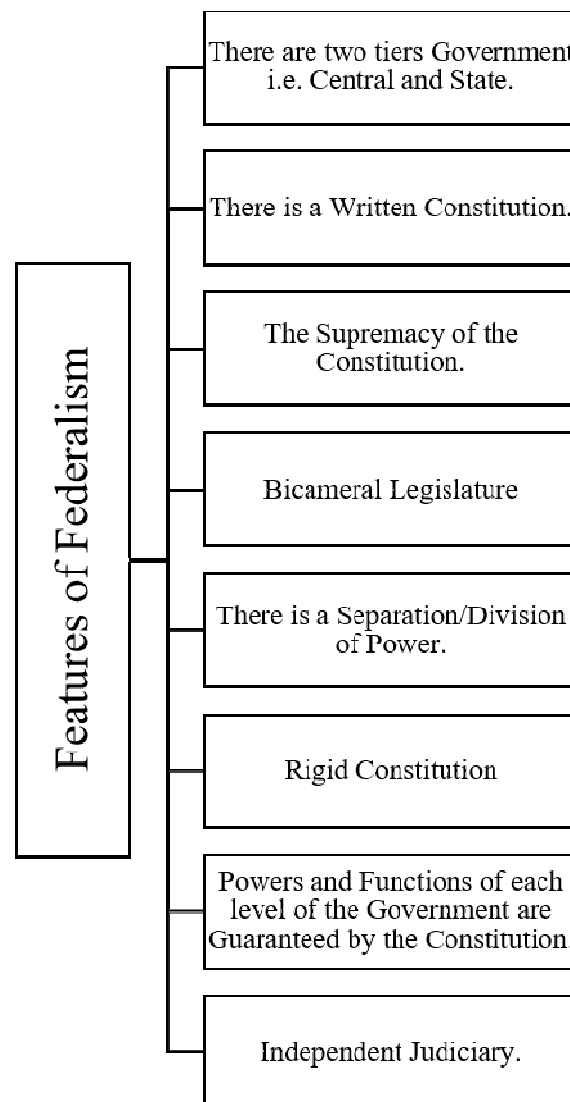 Features of Federalism
There are two tiers Government
i.e. Central and State.
There is a Written Constitution.
The Supremacy of the
Constitution.
Bicameral Legislature
There is a Separation/Division
of Power.
Rigid Constitution
Powers and Functions of each
level of the Government are
Guaranteed by the Constitution.
Independent Judiciary.